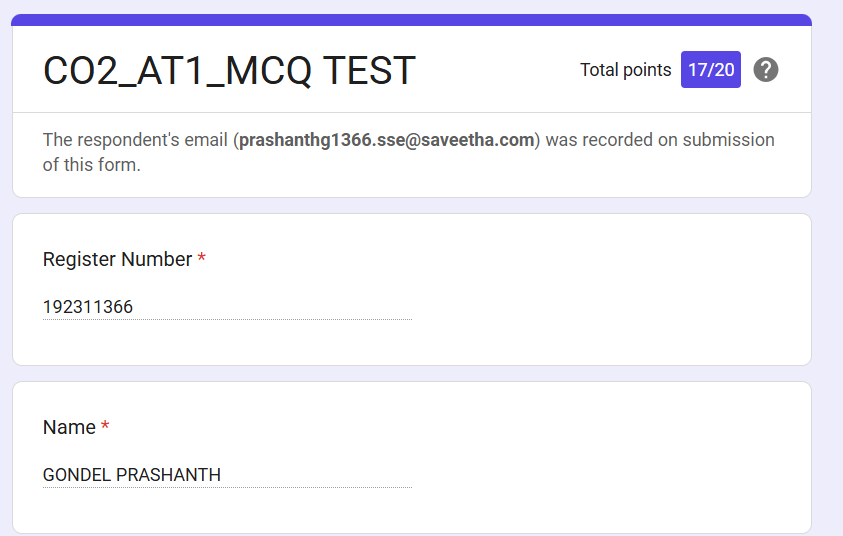 CO2_AT1_MCQ TEST
Total points 17/20 ?
The respondent's email (prashanthg1366.sse@saveetha.com) was recorded on submission
of this form.
Register Number *
192311366
Name *
GONDEL PRASHANTH